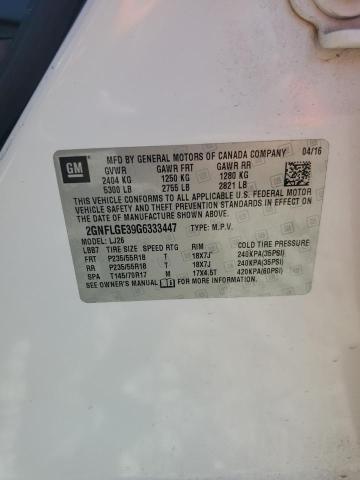 GM
MFD BY GENERAL MOTORS OF CANADA COMPANY 04/16
GVWR GAWR FRT GAWR RR
2404 KG 1250 KG 1280 KG
5300 LB 2755 LB 2821 LB
THIS VEHICLE CONFORMS TO ALL APPLICABLE U.S. FEDERAL MOTOR
VEHICLE SAFETY AND THEFT PREVENTION STANDARDS IN EFFECT ON
THE DATE OF MANUFACTURE SHOWN ABOVE.
2GNFLGE39G6333447 TYPE: M.P.V.
MODEL: LJ26
LBB7 TIRE SIZE SPEED RTG RIM COLD TIRE PRESSURE
FRT P235/55R18 T 18X7J 240KPA(35PSI)
RR P235/55R18 T 18X7J 240KPA(35PSI)
SPA T145/70R17 M 17X4.5T 420KPA(60PSI)
SEE OWNER'S MANUAL FOR MORE INFORMATION.